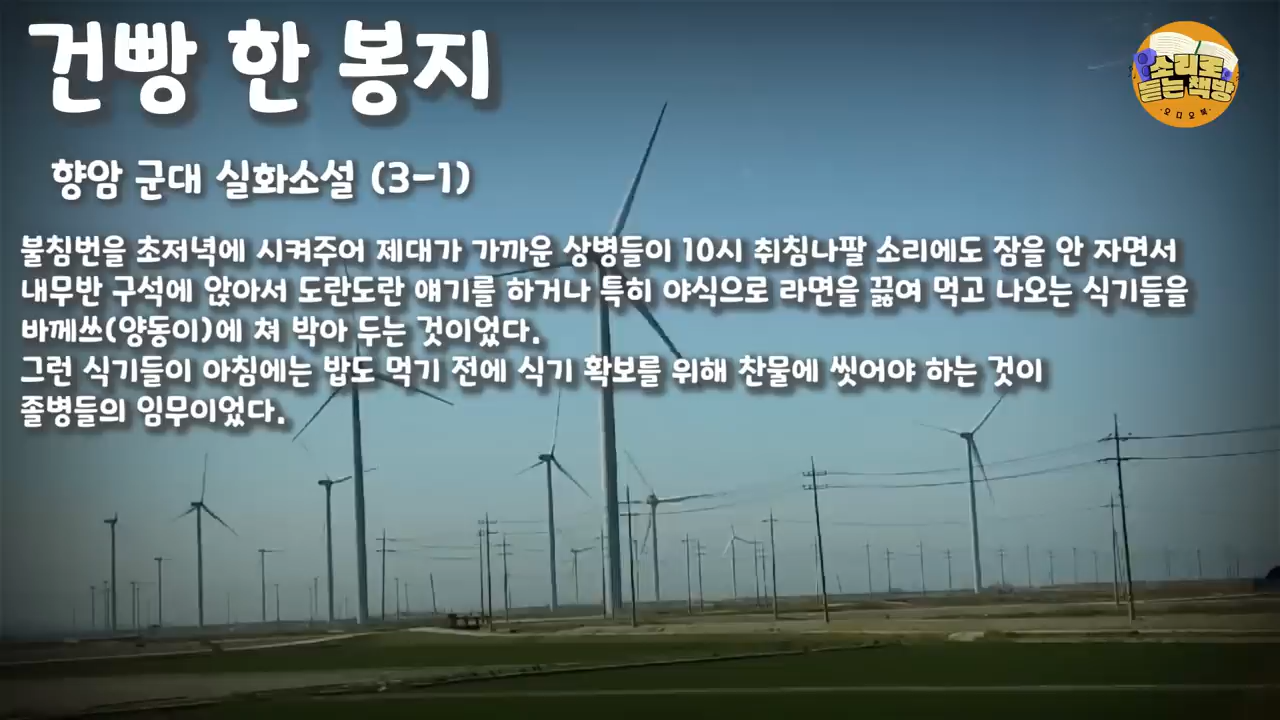 건빵 한 봉지
소리로
듣는 책방
·오디오북·
향암 군대 실화소설 (3-1)
불침번을 초저녁에 시켜주어 제대가 가까운 상병들이 10시 취침나팔 소리에도 잠을 안 자면서
내무반 구석에 앉아서 도란도란 얘기를 하거나 특히 야식으로 라면을 끓여 먹고 나오는 식기들을
바께쓰(양동이)에 쳐 박아 두는 것이었다.
그런 식기들이 아침에는 밥도 먹기 전에 식기 확보를 위해 찬물에 씻어야 하는 것이
졸병들의 임무이었다.